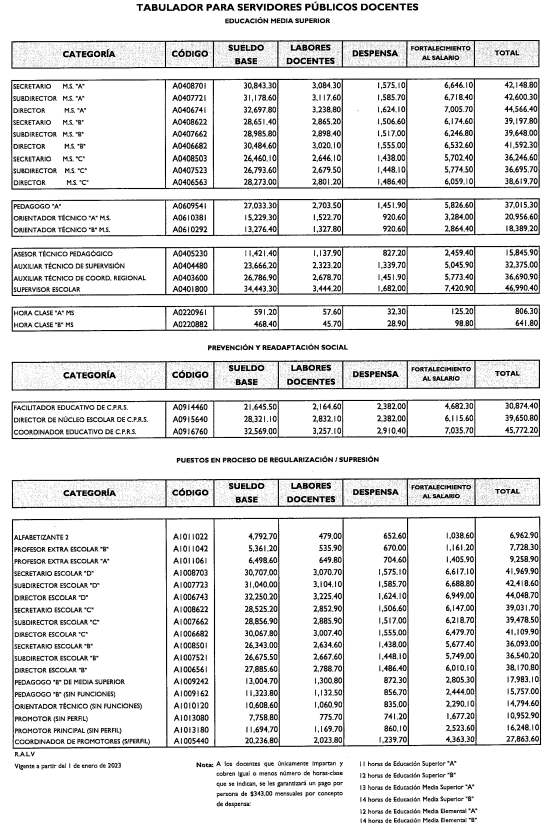 TABULADOR PARA SERVIDORES PÚBLICOS DOCENTES
EDUCACIÓN MEDIA SUPERIOR
CATEGORÍA CÓDIGO SUELDO BASE LABORES DOCENTES DESPENSA FORTALECIMIENTO AL SALARIO TOTAL
SECRETARIO M.S. "A" A0408701 30,843.30 3,084.30 1,575.10 6,646.10 42,148.80
SUBDIRECTOR M.S. "A" A0407721 31,178.60 3,117.60 1,585.70 6,718.40 42,600.30
DIRECTOR M.S. "A" A0406741 32,697.80 3,238.80 1,624.10 7,005.70 44,566.40
SECRETARIO M.S. "B" A0408622 28,651.40 2,865.20 1,506.60 6,174.60 39,197.80
SUBDIRECTOR M.S. "B" A0407662 28,985.80 2,898.40 1,517.00 6,246.80 39,648.00
DIRECTOR M.S. "B" A0406682 30,484.60 3,020.10 1,555.00 6,532.60 41,592.30
SECRETARIO M.S. "C" A0408503 26,460.10 2,646.10 1,438.00 5,702.40 36,246.60
SUBDIRECTOR M.S. "C" A0407523 26,793.60 2,679.50 1,448.10 5,774.50 36,695.70
DIRECTOR M.S. "C" A0406563 28,273.00 2,801.20 1,486.40 6,059.10 38,619.70
PEDAGOGO "A" A0609541 27,033.30 2,703.50 1,451.90 5,826.60 37,015.30
ORIENTADOR TÉCNICO "A" M.S. A0610381 15,229.30 1,522.70 920.60 3,284.00 20,956.60
ORIENTADOR TÉCNICO "B" M.S. A0610292 13,276.40 1,327.80 920.60 2,864.40 18,389.20
ASESOR TÉCNICO PEDAGÓGICO A0405230 11,421.40 1,137.90 827.20 2,459.40 15,845.90
AUXILIAR TÉCNICO DE SUPERVISIÓN A0404480 23,666.20 2,323.20 1,339.70 5,045.90 32,375.00
AUXILIAR TÉCNICO DE COORD. REGIONAL A0403600 26,786.90 2,678.70 1,451.90 5,773.40 36,690.90
SUPERVISOR ESCOLAR A0401800 34,443.30 3,444.20 1,682.00 7,420.90 46,990.40
HORA CLASE "A" MS A0220961 591.20 57.60 32.30 125.20 806.30
HORA CLASE "B" MS A0220882 468.40 45.70 28.90 98.80 641.80
PREVENCIÓN Y READAPTACIÓN SOCIAL
CATEGORÍA CÓDIGO SUELDO BASE LABORES DOCENTES DESPENSA FORTALECIMIENTO AL SALARIO TOTAL
FACILITADOR EDUCATIVO DE C.P.R.S. A0914460 21,645.50 2,164.60 2,382.00 4,682.30 30,874.40
DIRECTOR DE NÚCLEO ESCOLAR DE C.P.R.S. A0915640 28,321.10 2,832.10 2,382.00 6,115.60 39,650.80
COORDINADOR EDUCATIVO DE C.P.R.S. A0916760 32,569.00 3,257.10 2,910.40 7,035.70 45,772.20
PUESTOS EN PROCESO DE REGULARIZACIÓN / SUPRESIÓN
CATEGORÍA CÓDIGO SUELDO BASE LABORES DOCENTES DESPENSA FORTALECIMIENTO AL SALARIO TOTAL
ALFABETIZANTE 2 A1011022 4,792.70 479.00 652.60 1,038.60 6,962.90
PROFESOR EXTRA ESCOLAR "B" A1011042 5,361.20 535.90 670.00 1,161.20 7,728.30
PROFESOR EXTRA ESCOLAR "A" A1011061 6,498.60 649.80 704.60 1,405.90 9,258.90
SECRETARIO ESCOLAR "D" A1008703 30,707.00 3,070.70 1,575.10 6,617.10 41,969.90
SUBDIRECTOR ESCOLAR "D" A1007723 31,040.00 3,104.10 1,585.70 6,688.80 42,418.60
DIRECTOR ESCOLAR "D" A1006743 32,250.20 3,225.40 1,624.10 6,949.00 44,048.70
SECRETARIO ESCOLAR "C" A1008622 28,525.20 2,852.90 1,506.60 6,147.00 39,031.70
SUBDIRECTOR ESCOLAR "C" A1007662 28,856.90 2,885.90 1,517.00 6,218.70 39,478.50
DIRECTOR ESCOLAR "C" A1006682 30,067.80 3,007.40 1,555.00 6,479.70 41,109.90
SECRETARIO ESCOLAR "B" A1008501 26,343.00 2,634.60 1,438.00 5,677.40 36,093.00
SUBDIRECTOR ESCOLAR "B" A1007521 26,675.50 2,667.60 1,448.10 5,749.00 36,540.20
DIRECTOR ESCOLAR "B" A1006561 27,885.60 2,788.70 1,486.40 6,010.10 38,170.80
PEDAGOGO "B" DE MEDIA SUPERIOR A1009242 13,004.70 1,300.80 872.30 2,805.30 17,983.10
PEDAGOGO "B" (SIN FUNCIONES) A1009162 11,323.80 1,132.50 856.70 2,444.00 15,757.00
ORIENTADOR TÉCNICO (SIN FUNCIONES) A1010120 10,608.60 1,060.90 835.00 2,290.10 14,794.60
PROMOTOR (SIN PERFIL) A1013080 7,758.80 775.70 741.20 1,677.20 10,952.90
PROMOTOR PRINCIPAL (SIN PERFIL) A1013180 11,694.70 1,169.70 860.10 2,523.60 16,248.10
COORDINADOR DE PROMOTORES (S/PERFIL) A1005440 20,236.80 2,023.80 1,239.70 4,363.30 27,863.60
R.A.L.V
Vigente a partir del 1 de enero de 2023
Nota: A los docentes que únicamente impartan y
cobren igual o menos número de horas-clase
que se indican, se les garantizará un pago por
persona de $343.00 mensuales por concepto
de despensa:
11 horas de Educación Superior "A"
12 horas de Educación Superior "B"
13 horas de Educación Media Superior "A"
14 horas de Educación Media Superior "B"
12 horas de Educación Media Elemental "A"
14 horas de Educación Media Elemental "B"